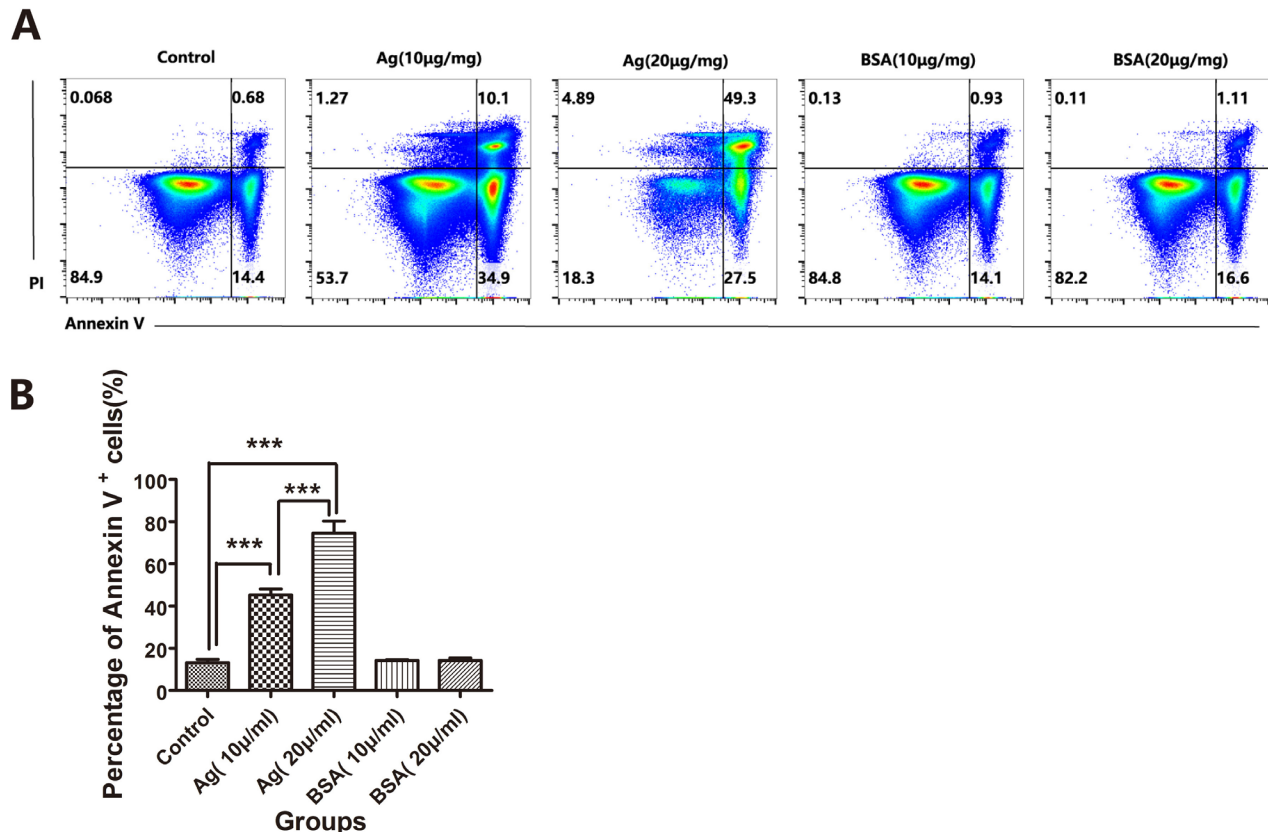 A
Control
Ag(10μg/mg)
Ag(20μg/mg)
BSA(10μg/mg)
BSA(20μg/mg)
0.068
0.68
1.27
10.1
4.89
49.3
0.13
0.93
0.11
1.11
84.9
14.4
53.7
34.9
18.3
27.5
84.8
14.1
82.2
16.6
PI
Annexin V
B
Percentage of Annexin V + cells(%)
***
***
***
100
80
60
40
20
0
Control
Ag( 10μ/ml)
Ag( 20μ/ml)
BSA( 10μ/ml)
BSA( 20μ/ml)
Groups